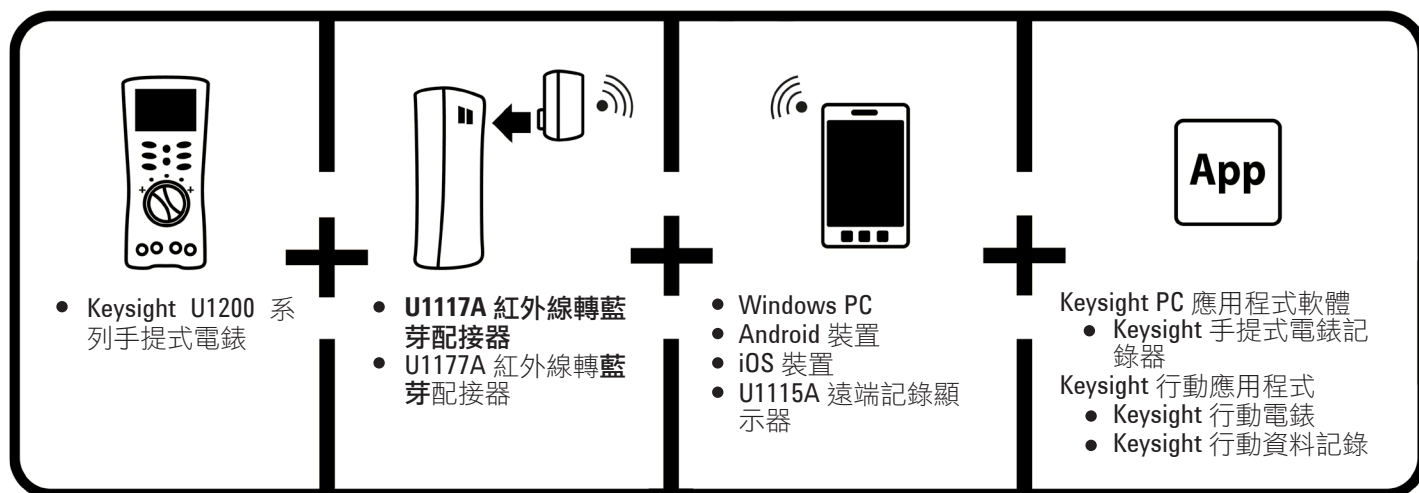 • Keysight U1200 系
列手提式電錶
• U1117A 紅外線轉藍
芽配接器
• U1177A 紅外線轉藍
芽配接器
• Windows PC
• Android 裝置
• iOS 裝置
• U1115A 遠端記錄顯
示器
App
Keysight PC 應用程式軟體
• Keysight 手提式電錶記
錄器
Keysight 行動應用程式
• Keysight 行動電錶
• Keysight 行動資料記錄